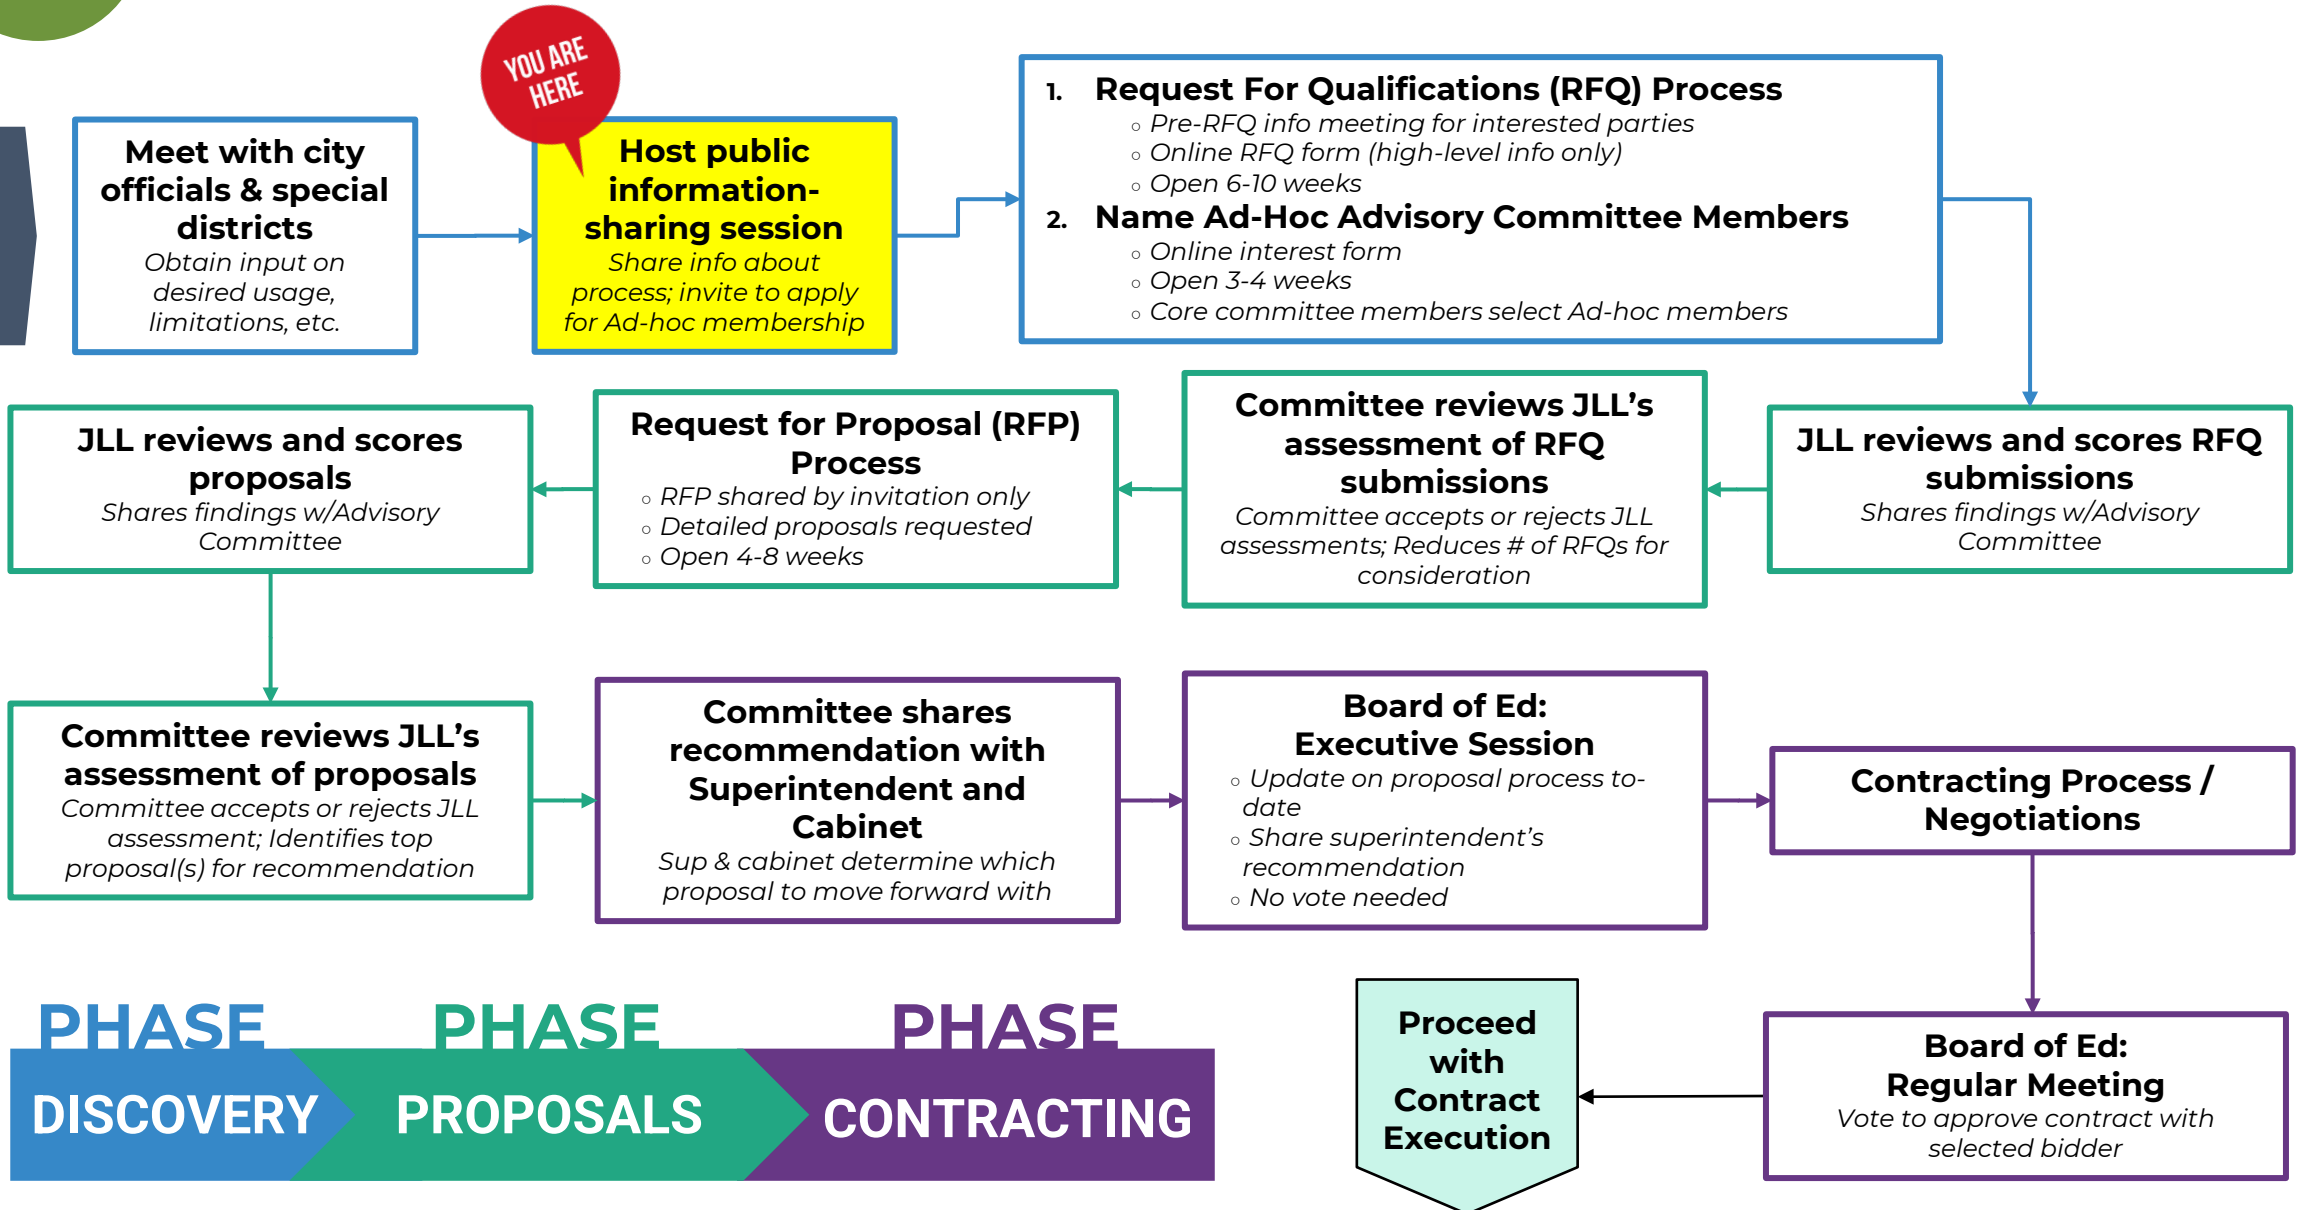 YOU ARE
HERE
Meet with city
officials & special
districts
Obtain input on
desired usage,
limitations, etc.
Host public
information-
sharing session
Share info about
process; invite to apply
for Ad-hoc membership
1. Request For Qualifications (RFQ) Process
○ Pre-RFQ info meeting for interested parties
○ Online RFQ form (high-level info only)
○ Open 6-10 weeks
2. Name Ad-Hoc Advisory Committee Members
○ Online interest form
○ Open 3-4 weeks
○ Core committee members select Ad-hoc members
JLL reviews and scores RFQ
submissions
Shares findings w/Advisory
Committee
Committee reviews JLL's
assessment of RFQ
submissions
Committee accepts or rejects JLL
assessments; Reduces # of RFQs for
consideration
Request for Proposal (RFP)
Process
○ RFP shared by invitation only
○ Detailed proposals requested
○ Open 4-8 weeks
JLL reviews and scores
proposals
Shares findings w/Advisory
Committee
Committee reviews JLL's
assessment of proposals
Committee accepts or rejects JLL
assessment; Identifies top
proposal(s) for recommendation
Committee shares
recommendation with
Superintendent and
Cabinet
Sup & cabinet determine which
proposal to move forward with
Board of Ed:
Executive Session
○ Update on proposal process to-
date
○ Share superintendent's
recommendation
○ No vote needed
Contracting Process /
Negotiations
Board of Ed:
Regular Meeting
Vote to approve contract with
selected bidder
Proceed
with
Contract
Execution
PHASE
DISCOVERY
PHASE
PROPOSALS
PHASE
CONTRACTING